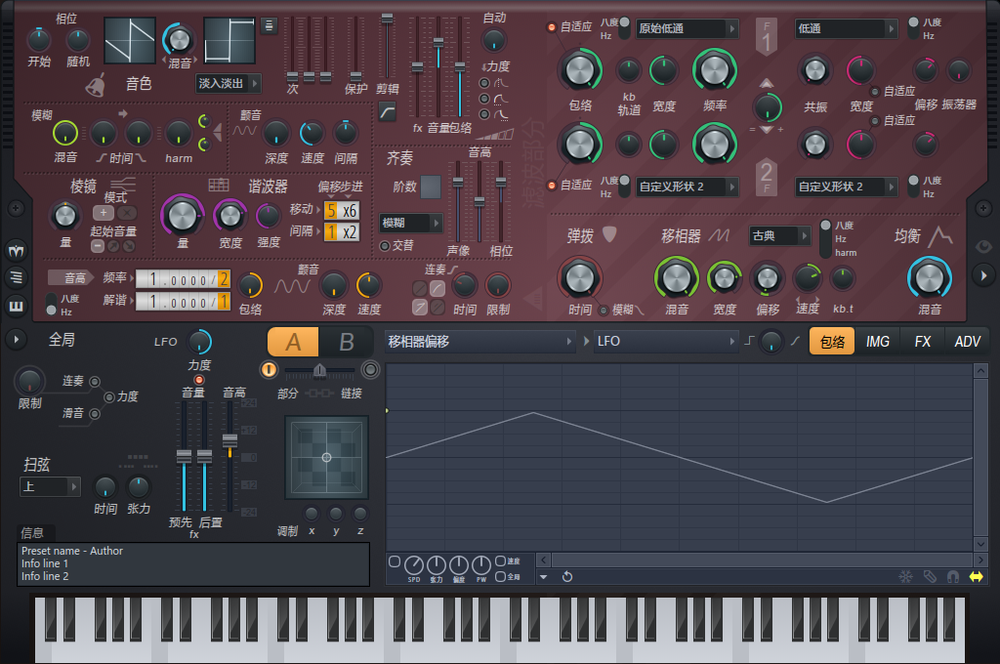 相位
开始
随机
混音
音色
淡入淡出
次
保护
剪辑
自动
力度
fx
音量
包络
模糊
混音
时间
harm
颤音
深度
速度
间隔
齐奏
音高
阶数
模糊
交替
声像
相位
棱镜
模式
量
起始音量
谐波器
偏移步进
量
宽度
强度
移动
5 x6
间隔
1 x2
音高
频率
1.0000/2
解谐
1.0000/1
八度
Hz
包络
颤音
深度
速度
连奏
时间
限制
自适应
八度
Hz
原始低通
F
1
低通
八度
Hz
包络
kb
轨道
宽度
频率
共振
宽度
自适应
偏移
振荡器
自适应
滤波部分
自适应
八度
Hz
自定义形状 2
2
F
自定义形状 2
八度
Hz
弹拨
时间
模糊
移相器
古典
八度
Hz
harm
混音
宽度
偏移
速度
kb.t
均衡
混音
全局
LFO
力度
限制
连奏
滑音
力度
音量
音高
+24
+12
0
-12
-24
预先
后置
fx
扫弦
上
时间
张力
A
B
部分
链接
调制
x
y
z
信息
Preset name - Author
Info line 1
Info line 2
移相器偏移
LFO
包络
IMG
FX
ADV
SPD
张力
偏度
PW
速度
全局